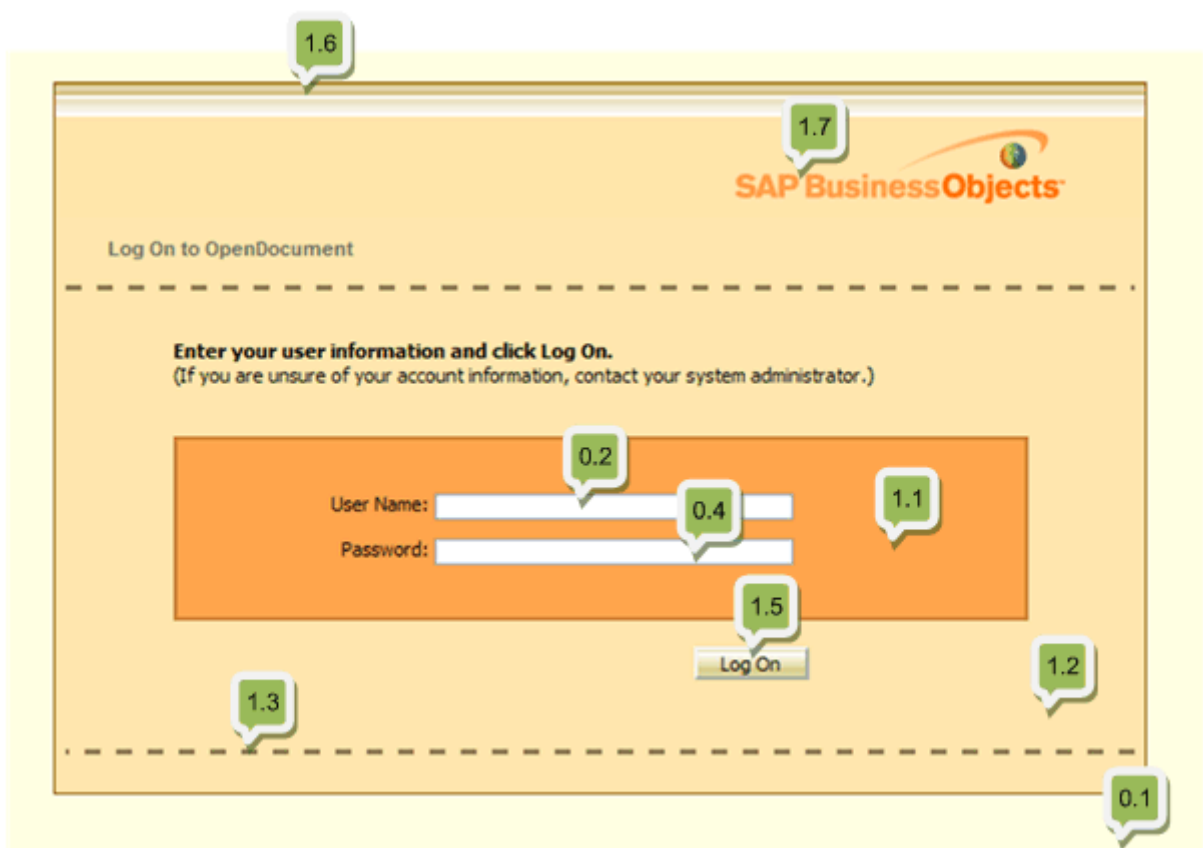 1.6
1.7
SAP BusinessObjects™
Log On to OpenDocument
Enter your user information and click Log On.
(If you are unsure of your account information, contact your system administrator.)
0.2
User Name:
0.4
1.1
Password:
1.5
Log On
1.2
1.3
0.1